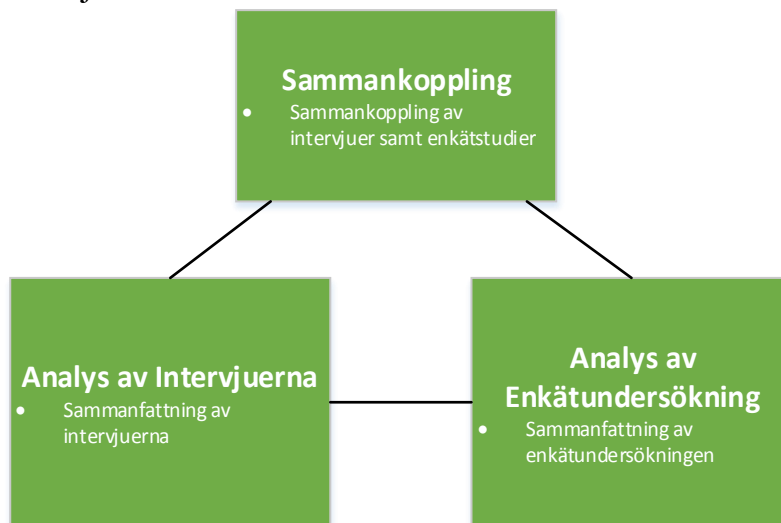 Sammankoppling
• Sammankoppling av
intervjuer samt enkätstudier
Analys av Intervjuerna
• Sammanfattning av
intervjuerna
Analys av
Enkätundersökning
• Sammanfattning av
enkätundersökningen